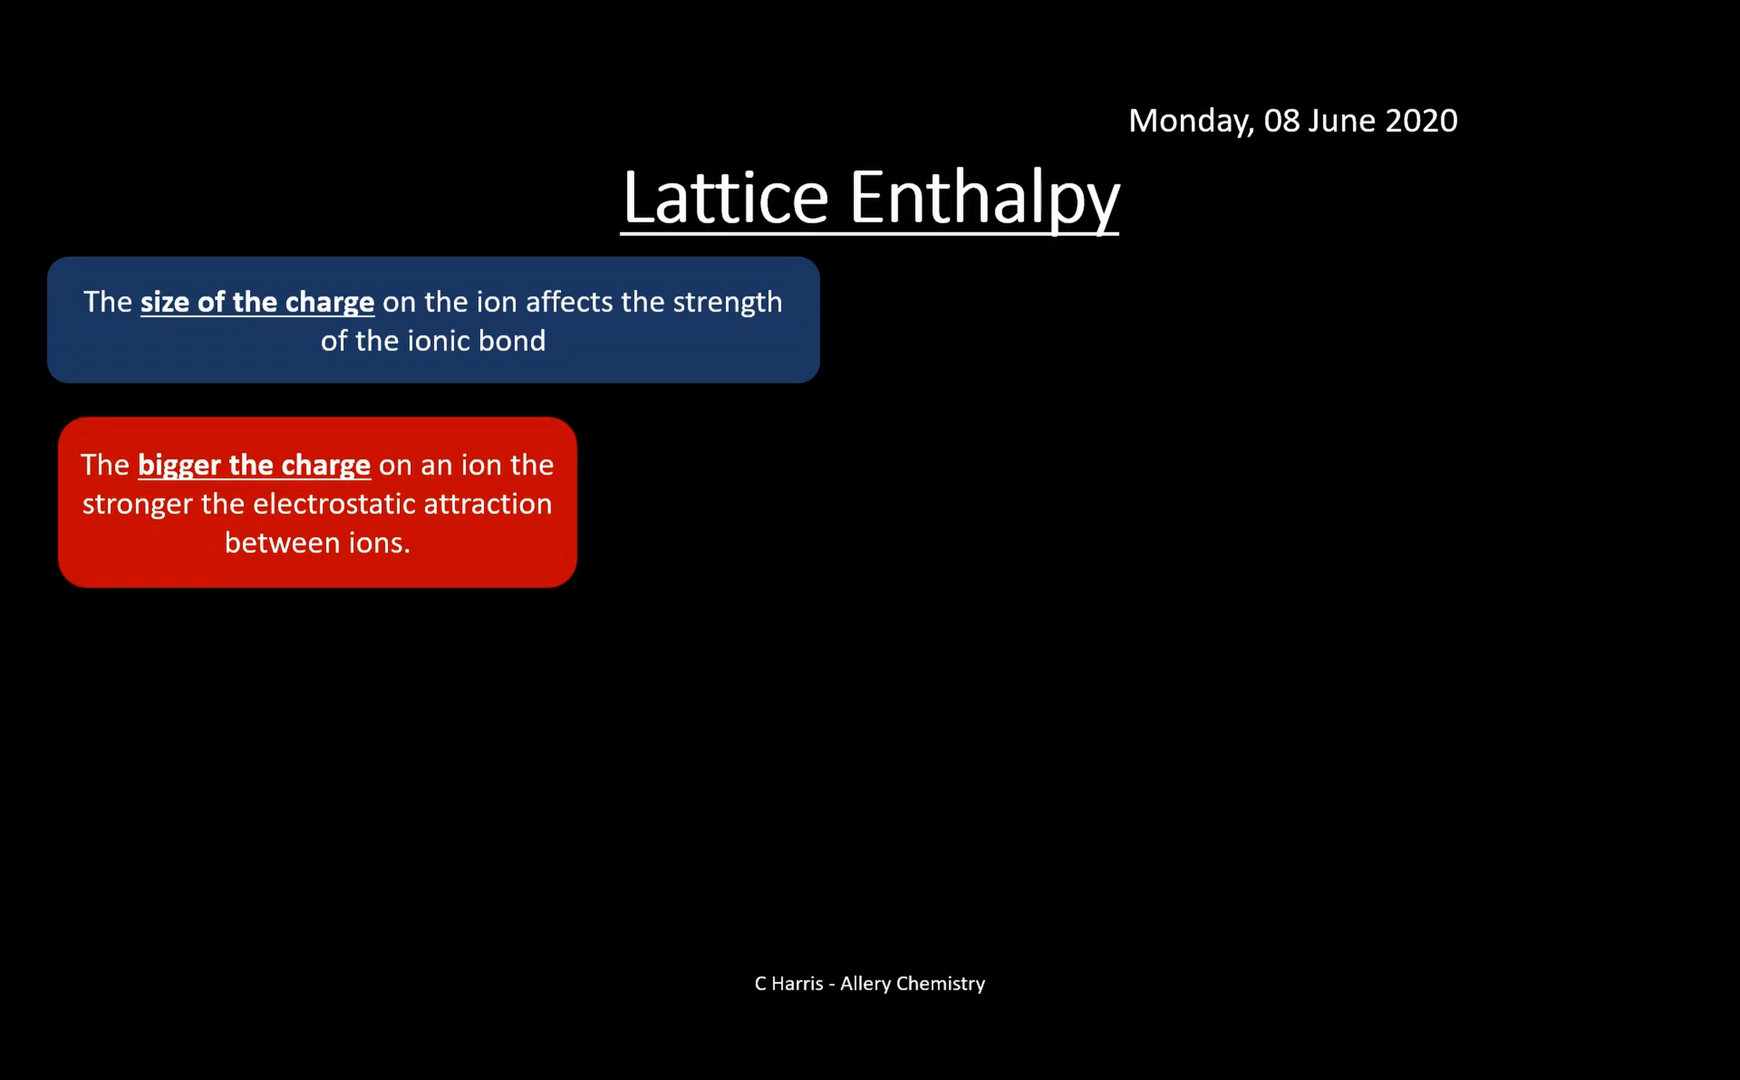 Monday, 08 June 2020
Lattice Enthalpy
The size of the charge on the ion affects the strength
of the ionic bond
The bigger the charge on an ion the
stronger the electrostatic attraction
between ions.
C Harris - Allery Chemistry